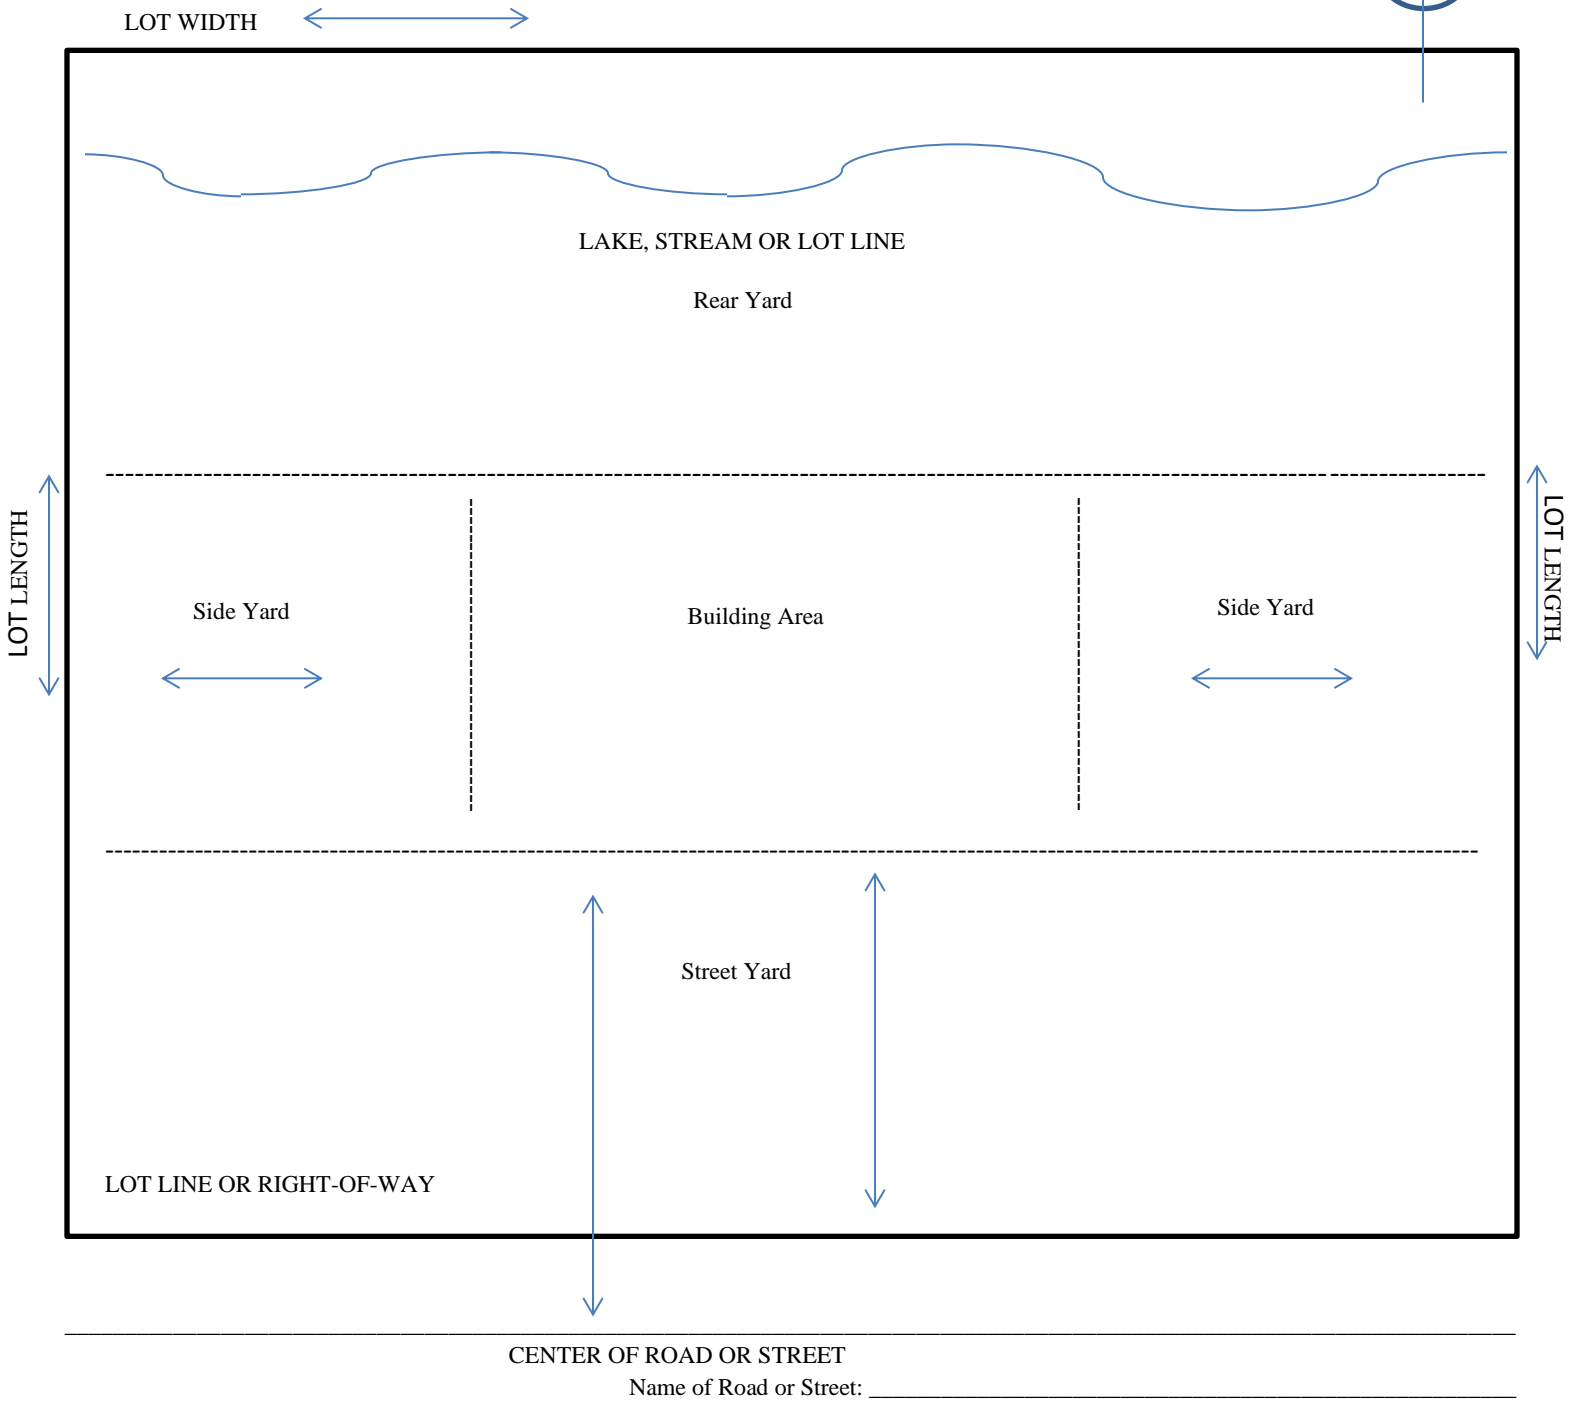 LOT WIDTH
LAKE, STREAM OR LOT LINE
Rear Yard
LOT LENGTH
LOT LENGTH
Side Yard
Building Area
Side Yard
Street Yard
LOT LINE OR RIGHT-OF-WAY
CENTER OF ROAD OR STREET
Name of Road or Street: